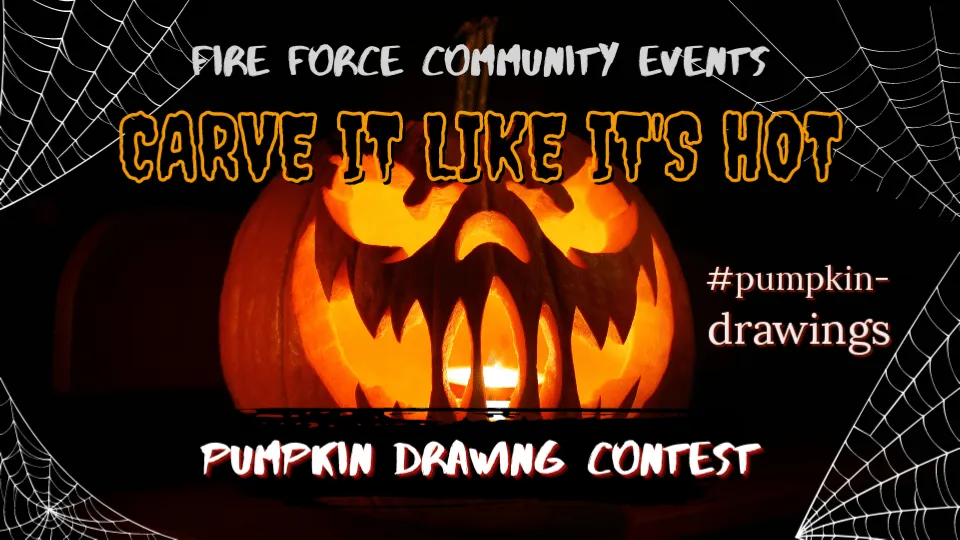 FIRE FORCE COMMUNITY EVENTS
CARVE IT LIKE IT'S HOT
#pumpkin-
drawings
PUMPKIN DRAWING CONTEST